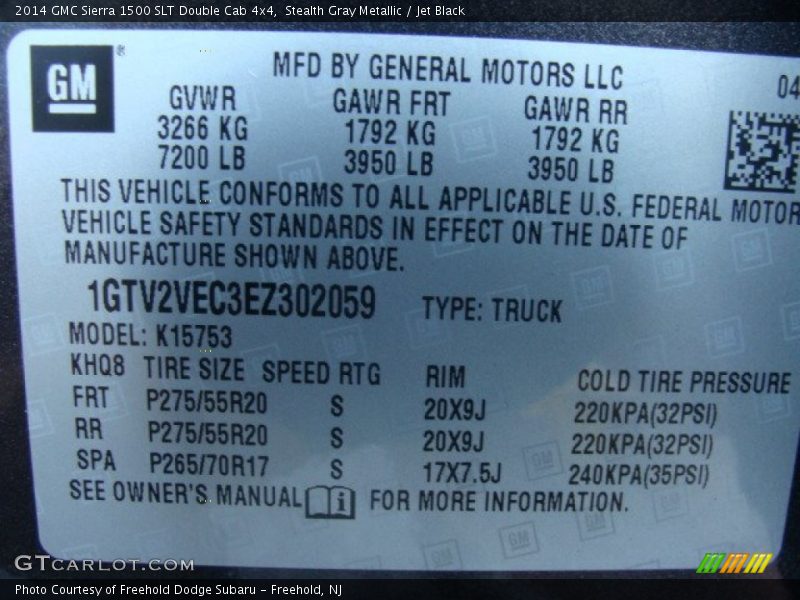 2014 GMC Sierra 1500 SLT Double Cab 4x4, Stealth Gray Metallic / Jet Black
GM®
MFD BY GENERAL MOTORS LLC
04
GVWR GAWR FRT GAWR RR
3266 KG 1792 KG 1792 KG
7200 LB 3950 LB 3950 LB
THIS VEHICLE CONFORMS TO ALL APPLICABLE U.S. FEDERAL MOTOR
VEHICLE SAFETY STANDARDS IN EFFECT ON THE DATE OF
MANUFACTURE SHOWN ABOVE.
1GTV2VEC3EZ302059 TYPE: TRUCK
MODEL: K15753
KHQ8 TIRE SIZE SPEED RTG RIM COLD TIRE PRESSURE
FRT P275/55R20 S 20X9J 220KPA(32PSI)
RR P275/55R20 S 20X9J 220KPA(32PSI)
SPA P265/70R17 S 17X7.5J 240KPA(35PSI)
SEE OWNER'S MANUAL i FOR MORE INFORMATION.
GTCARLOT.COM
Photo Courtesy of Freehold Dodge Subaru - Freehold, NJ